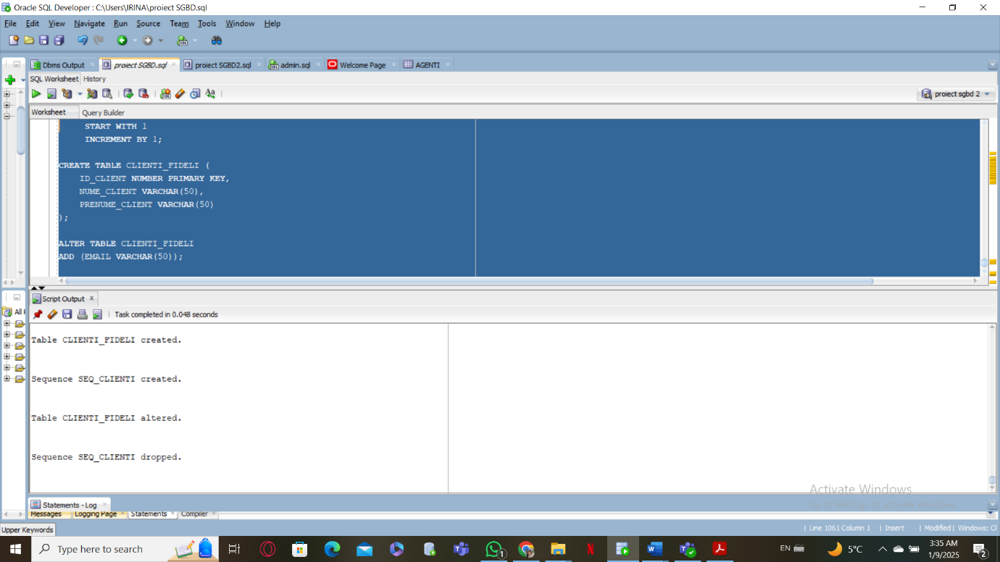 Oracle SQL Developer : C:\Users\IRINA\proiect SGBD.sql
File Edit View Navigate Run Source Team Tools Window Help
Dbms Output proiect SGBD.sql proiect SGBD2.sql admin.sql Welcome Page AGENTI
SQL Worksheet History
proiect sgbd 2
Worksheet Query Builder
START WITH 1
INCREMENT BY 1;
CREATE TABLE CLIENTI_FIDELI (
ID_CLIENT NUMBER PRIMARY KEY,
NUME_CLIENT VARCHAR(50),
PRENUME_CLIENT VARCHAR(50)
);
ALTER TABLE CLIENTI_FIDELI
ADD (EMAIL VARCHAR(50));
Script Output
All
Task completed in 0.048 seconds
Table CLIENTI_FIDELI created.
Sequence SEQ_CLIENTI created.
Table CLIENTI_FIDELI altered.
Sequence SEQ_CLIENTI dropped.
Activate Windows
Go to Settings to activate Windows.
Statements - Log
Messages Logging Page Statements Compiler
Upper Keywords
Line 1061 Column 1 Insert Modified Windows: C
Type here to search
1
EN
5°C
3:35 AM
1/9/2025
2